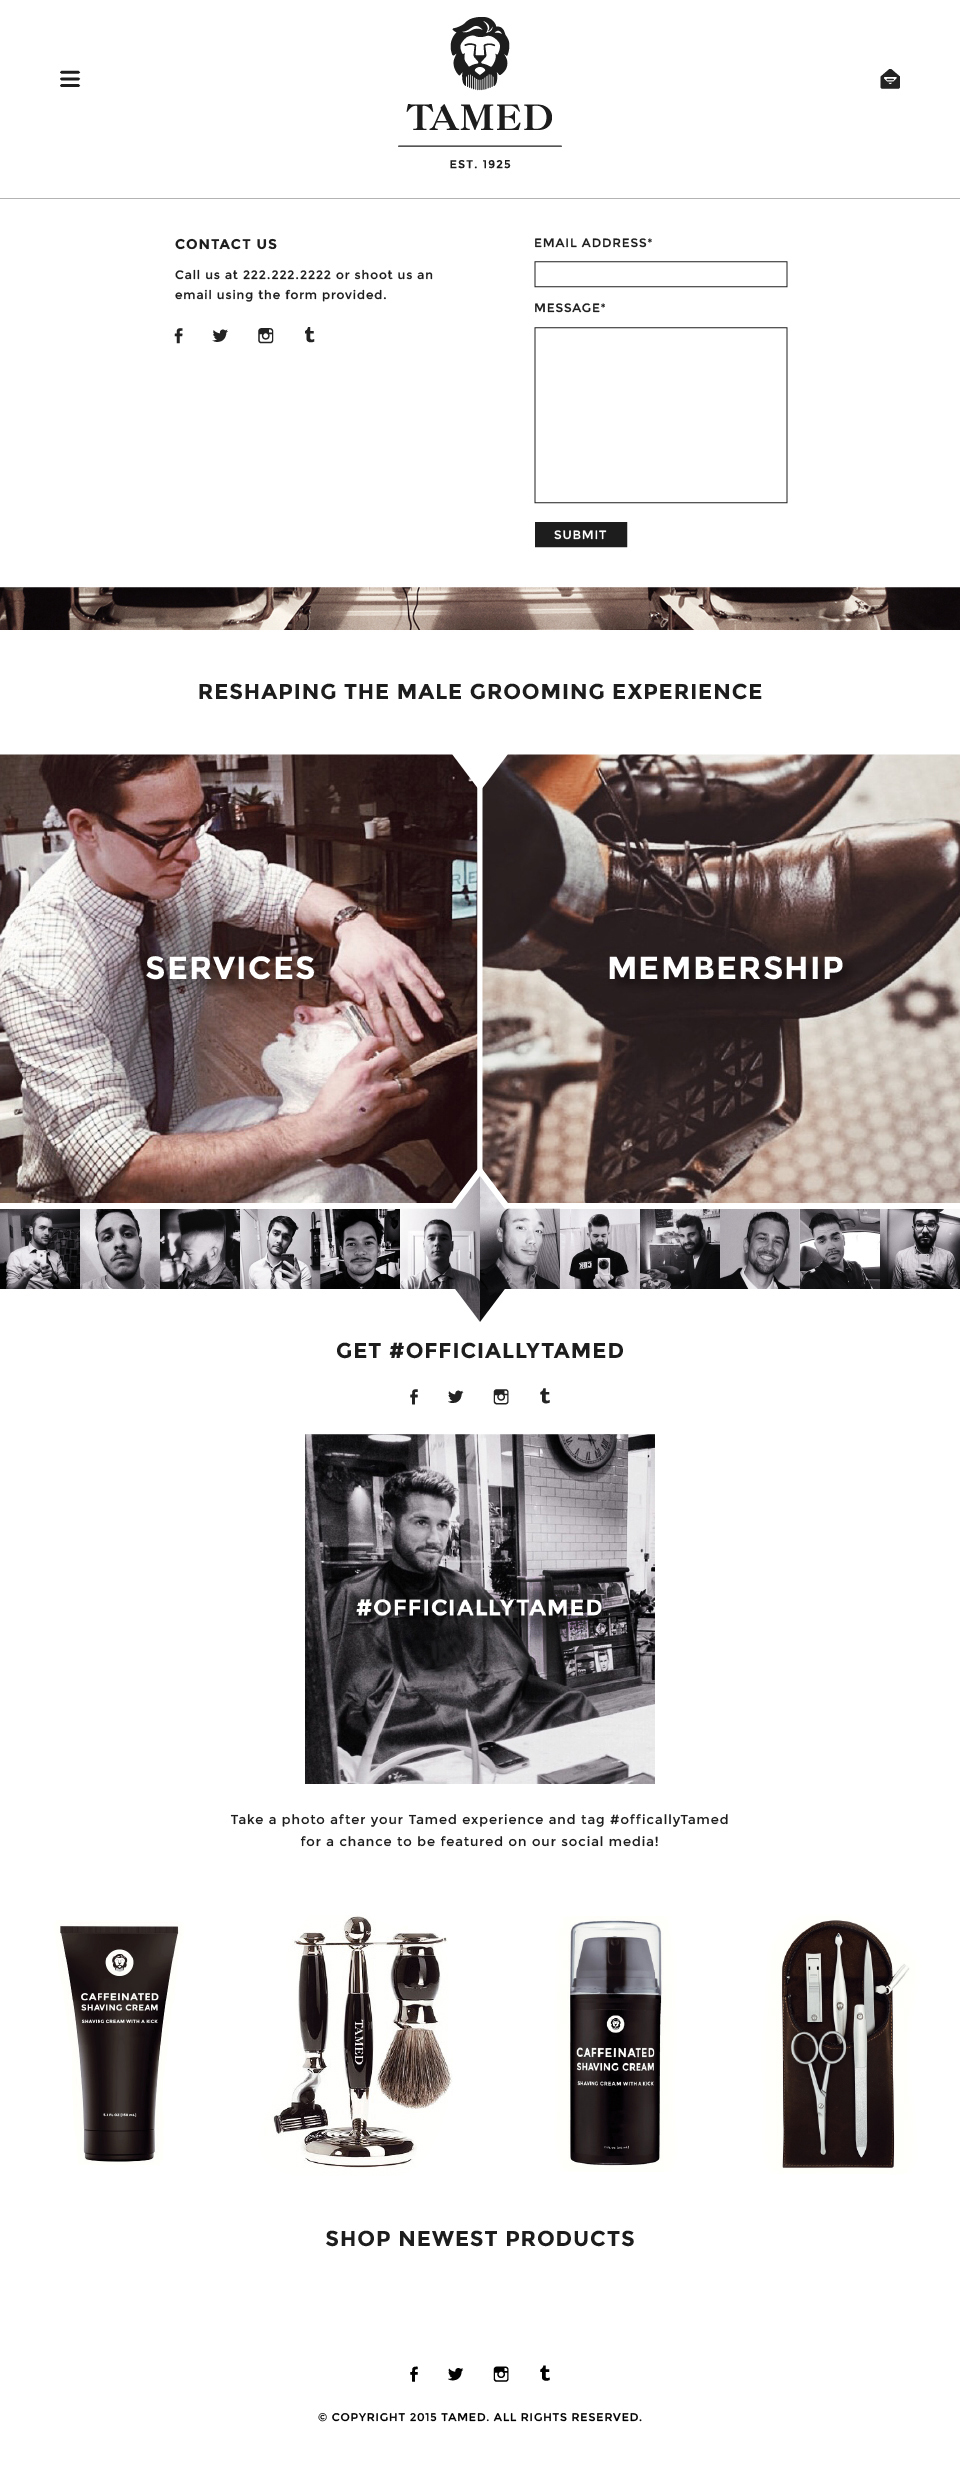 TAMED
EST. 1925
CONTACT US
Call us at 222.222.2222 or shoot us an
email using the form provided.
EMAIL ADDRESS*
MESSAGE*
SUBMIT
RESHAPING THE MALE GROOMING EXPERIENCE
SERVICES
MEMBERSHIP
GET #OFFICIALLYTAMED
#OFFICIALLYTAMED
Take a photo after your Tamed experience and tag #officallyTamed
for a chance to be featured on our social media!
CAFFEINATED
SHAVING CREAM
SHAVING CREAM WITH A KICK
TAMED
CAFFEINATED
SHAVING CREAM
SHAVING CREAM WITH A KICK
SHOP NEWEST PRODUCTS
© COPYRIGHT 2015 TAMED. ALL RIGHTS RESERVED.